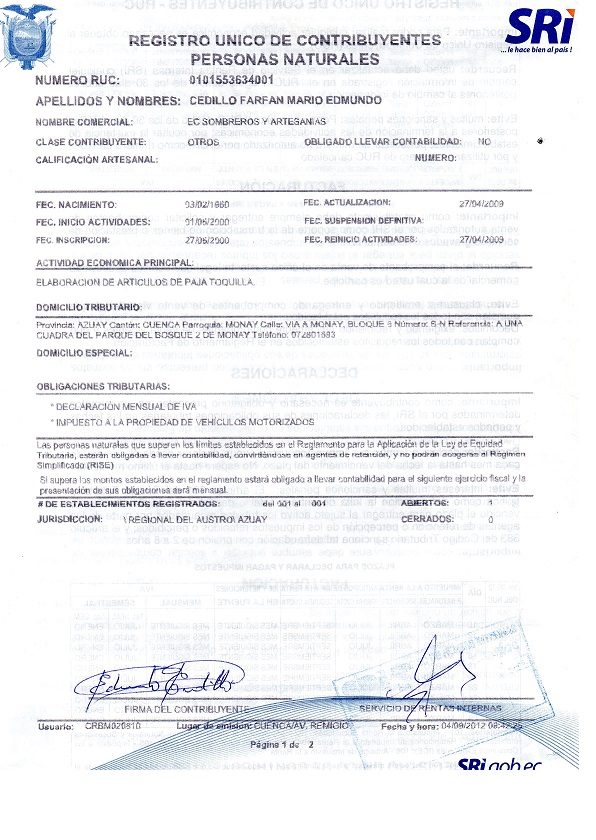 SRi
...le hace bien al país !
REGISTRO UNICO DE CONTRIBUYENTES
PERSONAS NATURALES
NUMERO RUC: 0101553634001
APELLIDOS Y NOMBRES: CEDILLO FARFAN MARIO EDMUNDO
NOMBRE COMERCIAL: EC SOMBREROS Y ARTESANIAS
CLASE CONTRIBUYENTE: OTROS OBLIGADO LLEVAR CONTABILIDAD: NO
CALIFICACIÓN ARTESANAL: NUMERO:
FEC. NACIMIENTO: 03/02/1960 FEC. ACTUALIZACION: 27/04/2009
FEC. INICIO ACTIVIDADES: 01/06/2000 FEC. SUSPENSION DEFINITIVA:
FEC. INSCRIPCION: 27/06/2000 FEC. REINICIO ACTIVIDADES: 27/04/2009
ACTIVIDAD ECONOMICA PRINCIPAL:
ELABORACION DE ARTICULOS DE PAJA TOQUILLA.
DOMICILIO TRIBUTARIO:
Provincia: AZUAY Cantón: CUENCA Parroquia: MONAY Calle: VIA A MONAY, BLOQUE Número: S-N Referencia: A UNA
CUADRA DEL PARQUE DEL BOSQUE 2 DE MONAY Teléfono:
DOMICILIO ESPECIAL:
OBLIGACIONES TRIBUTARIAS:
* DECLARACIÓN MENSUAL DE IVA
* IMPUESTO A LA PROPIEDAD DE VEHÍCULOS MOTORIZADOS
Las personas naturales que superen los límites establecidos en el Reglamento para la Aplicación de la Ley de Equidad
Tributaria, estarán obligadas a llevar contabilidad, convirtiéndose en agentes de retención, y no podrán acogerse al Régimen
Simplificado (RISE)
Si supera los montos establecidos en el reglamento estará obligado a llevar contabilidad para el siguiente ejercicio fiscal y la
presentación de sus obligaciones será mensual.
# DE ESTABLECIMIENTOS REGISTRADOS: del 001 al 001 ABIERTOS: 1
JURISDICCION: \ REGIONAL DEL AUSTRO\ AZUAY CERRADOS: 0
FIRMA DEL CONTRIBUYENTE SERVICIO DE RENTAS INTERNAS
Usuario: CRBM020810 Lugar de emisión: CUENCA/AV. REMIGIO Fecha y hora: 04/09/2012
Página 1 de 2
SRi.gob.ec